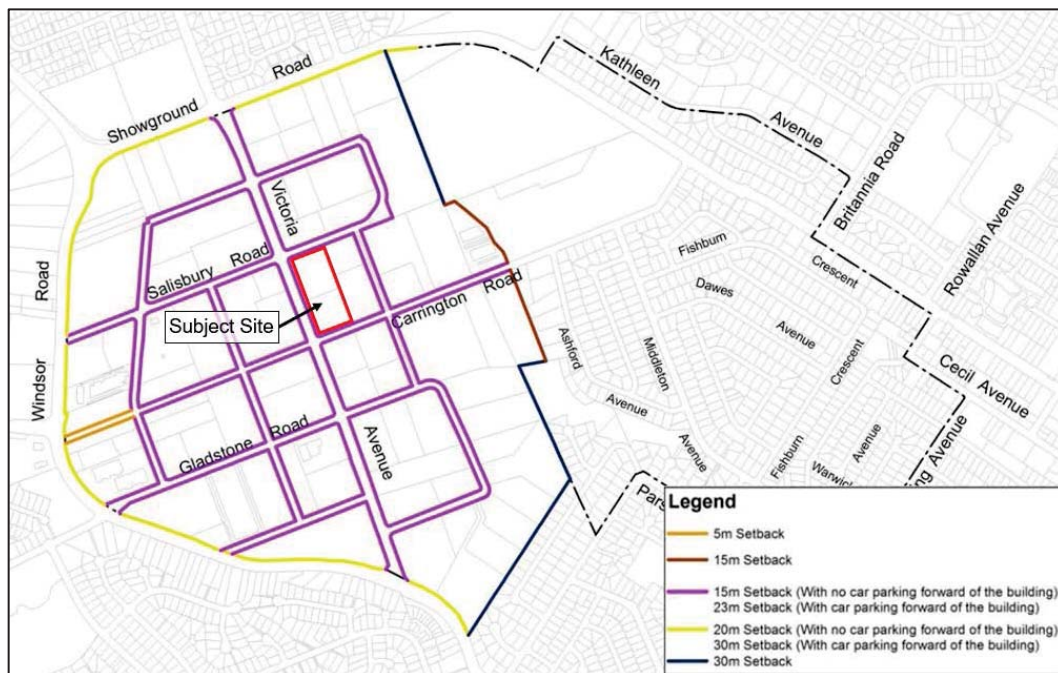 Showground Road
Kathleen Avenue
Britannia Road
Rowallan Avenue
Victoria
Avenue
Salisbury Road
Windsor Road
Subject Site
Carrington Road
Gladstone Road
Fishburn
Crescent
Dawes
Avenue
Ashford
Avenue
Middleton
Avenue
Crescent
Fishburn
Warwick
Avenue
Cecil Avenue
Avenue
Legend
5m Setback
15m Setback
15m Setback (With no car parking forward of the building)
23m Setback (With car parking forward of the building)
20m Setback (With no car parking forward of the building)
30m Setback (With car parking forward of the building)
30m Setback